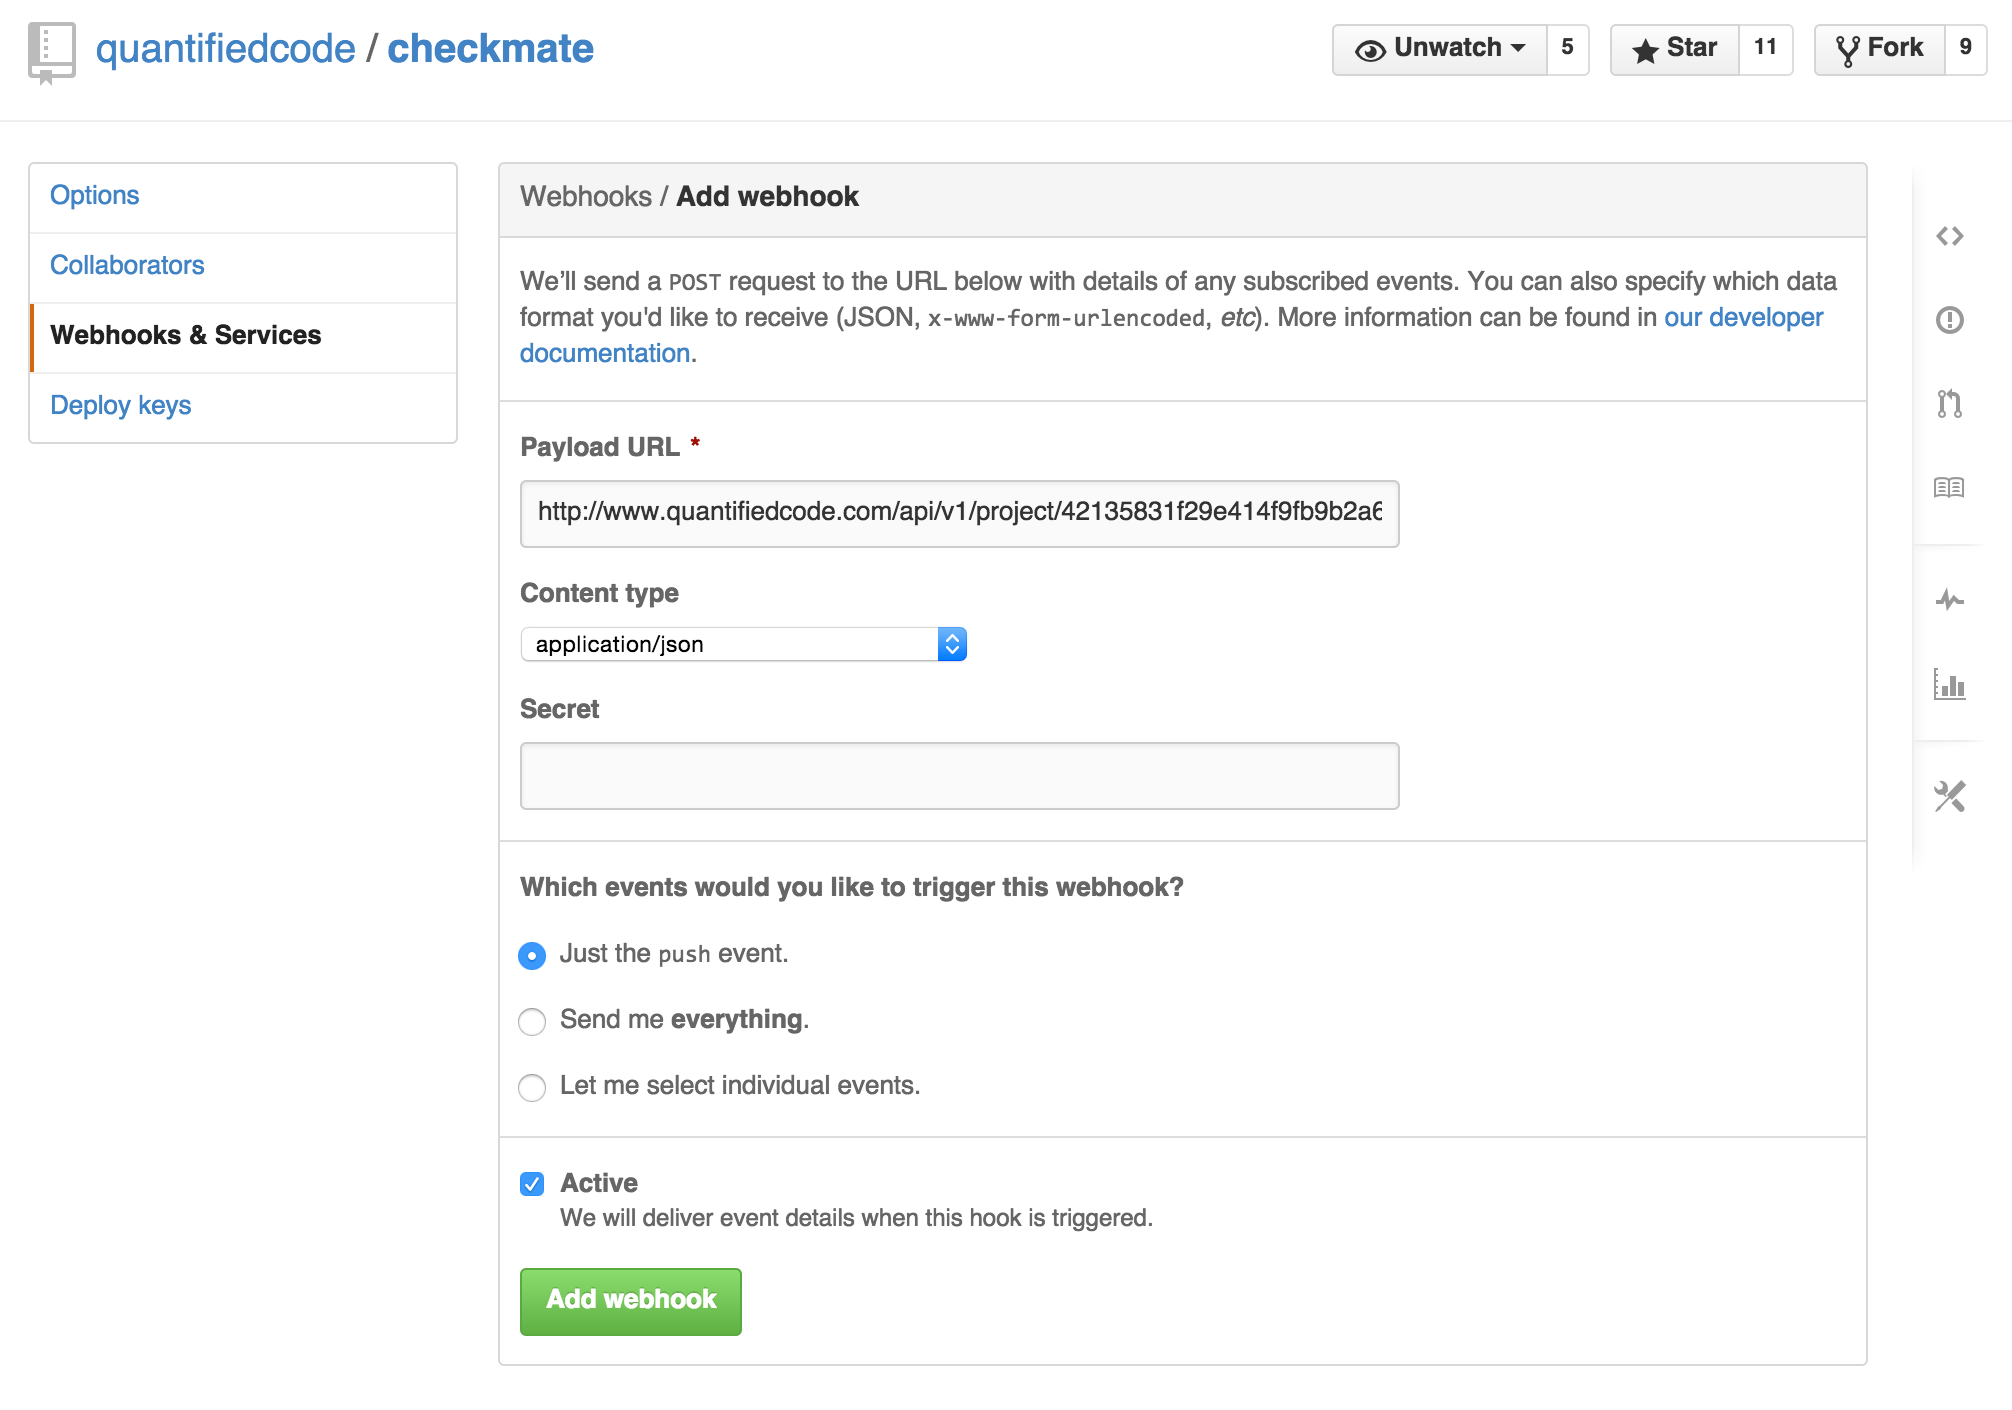 quantifiedcode / checkmate
Unwatch 5
Star 11
Fork 9
Options
Collaborators
Webhooks & Services
Deploy keys
Webhooks / Add webhook
We’ll send a POST request to the URL below with details of any subscribed events. You can also specify which data
format you'd like to receive (JSON, x-www-form-urlencoded, etc). More information can be found in our developer
documentation.
Payload URL *
http://www.quantifiedcode.com/api/v1/project/42135831f29e414f9fb9b2a6
Content type
application/json
Secret
Which events would you like to trigger this webhook?
Just the push event.
Send me everything.
Let me select individual events.
Active
We will deliver event details when this hook is triggered.
Add webhook